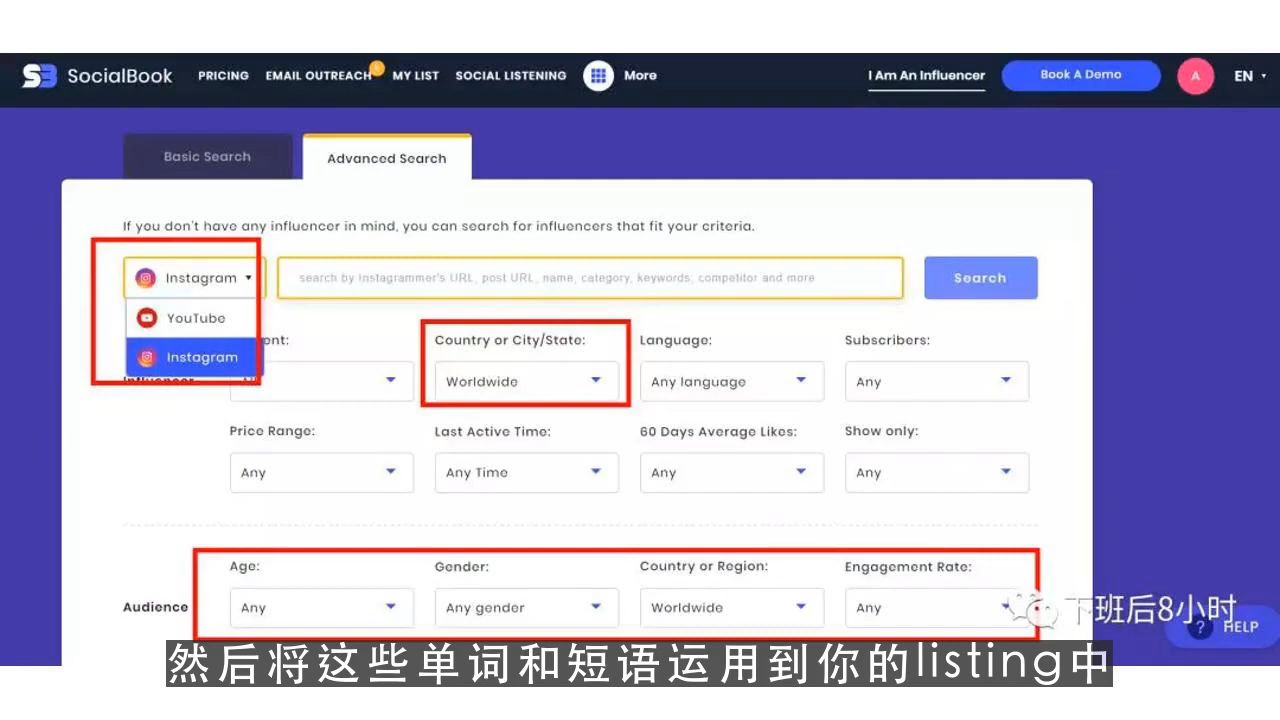 SocialBook PRICING EMAIL OUTREACH MY LIST SOCIAL LISTENING More I Am An Influencer Book A Demo A EN
Basic Search Advanced Search
If you don't have any influencer in mind, you can search for influencers that fit your criteria.
Instagram search by Instagrammer's URL, post URL, name, category, keywords, competitor and more Search
YouTube
Instagram
Country or City/State: Language: Subscribers:
Worldwide Any language Any
Price Range: Last Active Time: 60 Days Average Likes: Show only:
Any Any Time Any Any
Age: Gender: Country or Region: Engagement Rate:
Audience Any Any gender Worldwide Any
下班后8小时
? HELP
然后将这些单词和短语运用到你的listing中